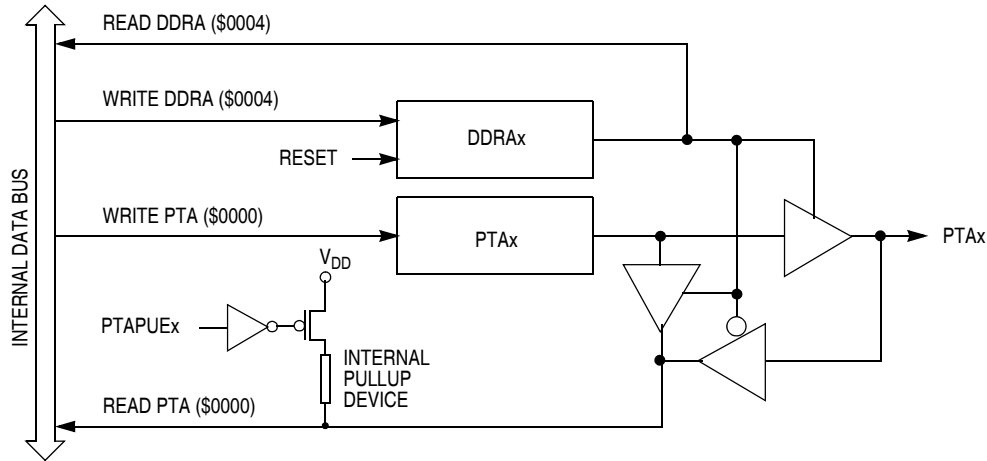 READ DDRA ($0004)
WRITE DDRA ($0004)
DDRAx
RESET
INTERNAL DATA BUS
WRITE PTA ($0000)
PTAx
PTAx
VDD
PTAPUEx
INTERNAL
PULLUP
DEVICE
READ PTA ($0000)